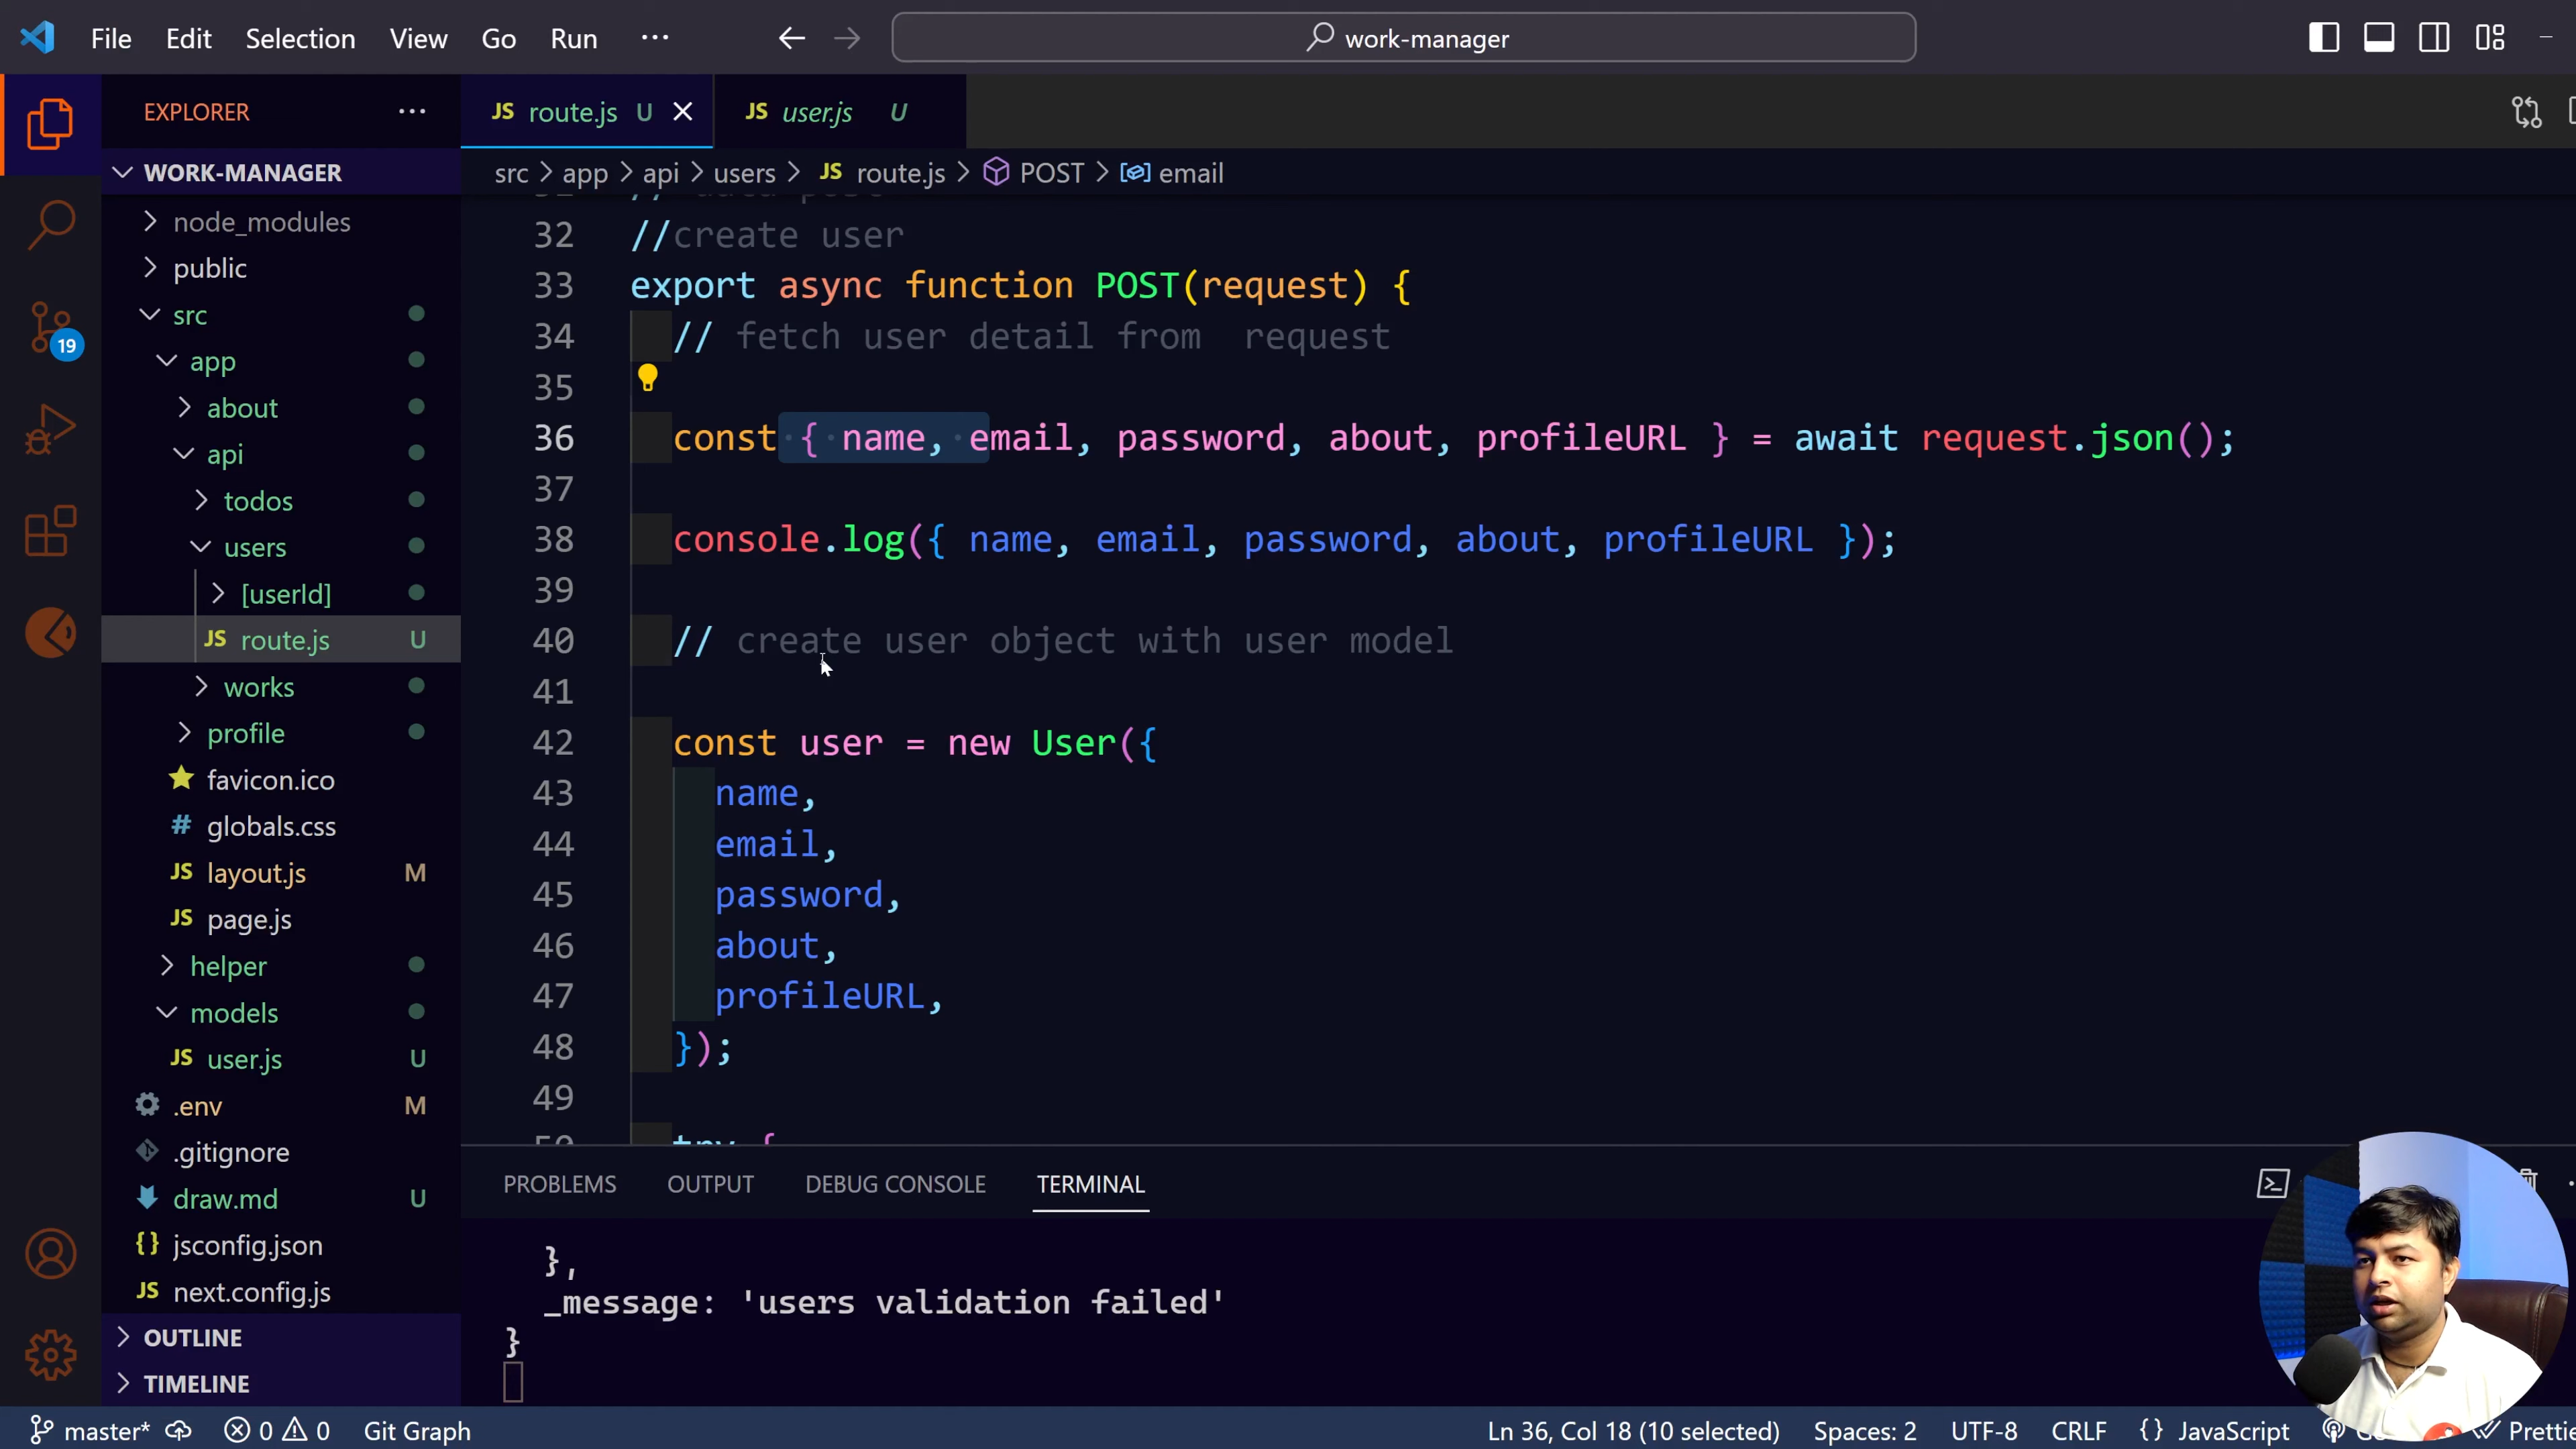 File Edit Selection View Go Run ··· work-manager
EXPLORER ···
WORK-MANAGER
node_modules
public
src
app
about
api
todos
users
[userId]
JS route.js U
works
profile
favicon.ico
# globals.css
JS layout.js M
JS page.js
helper
models
JS user.js U
.env M
.gitignore
draw.md U
{} jsconfig.json
JS next.config.js
OUTLINE
TIMELINE
19
JS route.js U
JS user.js U
src > app > api > users > JS route.js > POST > email
// data post
32 //create user
33 export async function POST(request) {
34 // fetch user detail from  request
35
36 const { name, email, password, about, profileURL } = await request.json();
37
38 console.log({ name, email, password, about, profileURL });
39
40 // create user object with user model
41
42 const user = new User({
43 name,
44 email,
45 password,
46 about,
47 profileURL,
48 });
49
50 try {
PROBLEMS OUTPUT DEBUG CONSOLE TERMINAL
},
_message: 'users validation failed'
}
master* 0 0 Git Graph Ln 36, Col 18 (10 selected) Spaces: 2 UTF-8 CRLF {} JavaScript